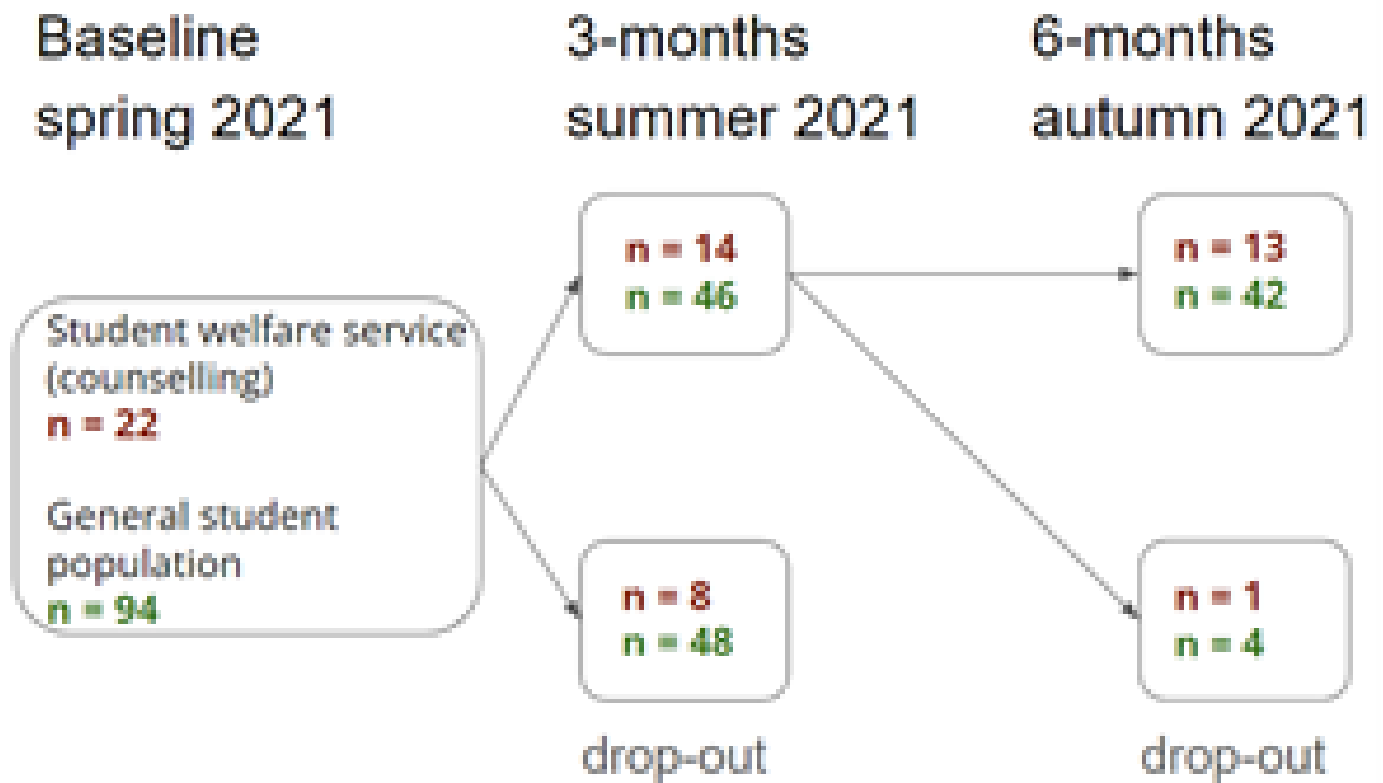 Baseline
spring 2021
3-months
summer 2021
6-months
autumn 2021
Student welfare service
(counselling)
n = 22
General student
population
n = 94
n = 14
n = 46
n = 8
n = 48
drop-out
n = 13
n = 42
n = 1
n = 4
drop-out